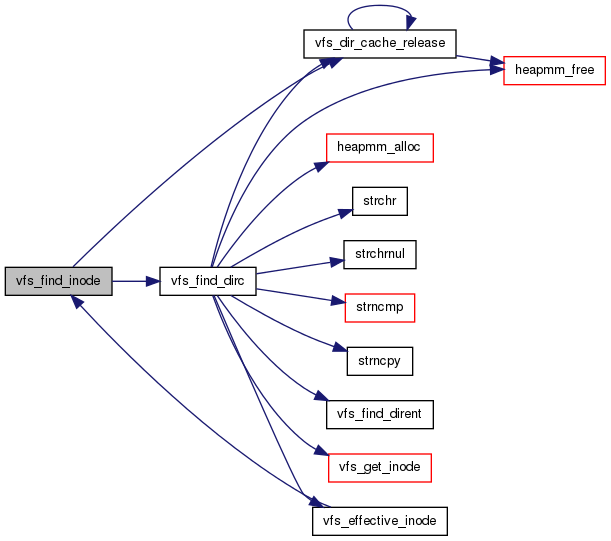 vfs_dir_cache_release
heapmm_free
heapmm_alloc
strchr
strchrnul
vfs_find_inode
vfs_find_dirc
strncmp
strncpy
vfs_find_dirent
vfs_get_inode
vfs_effective_inode